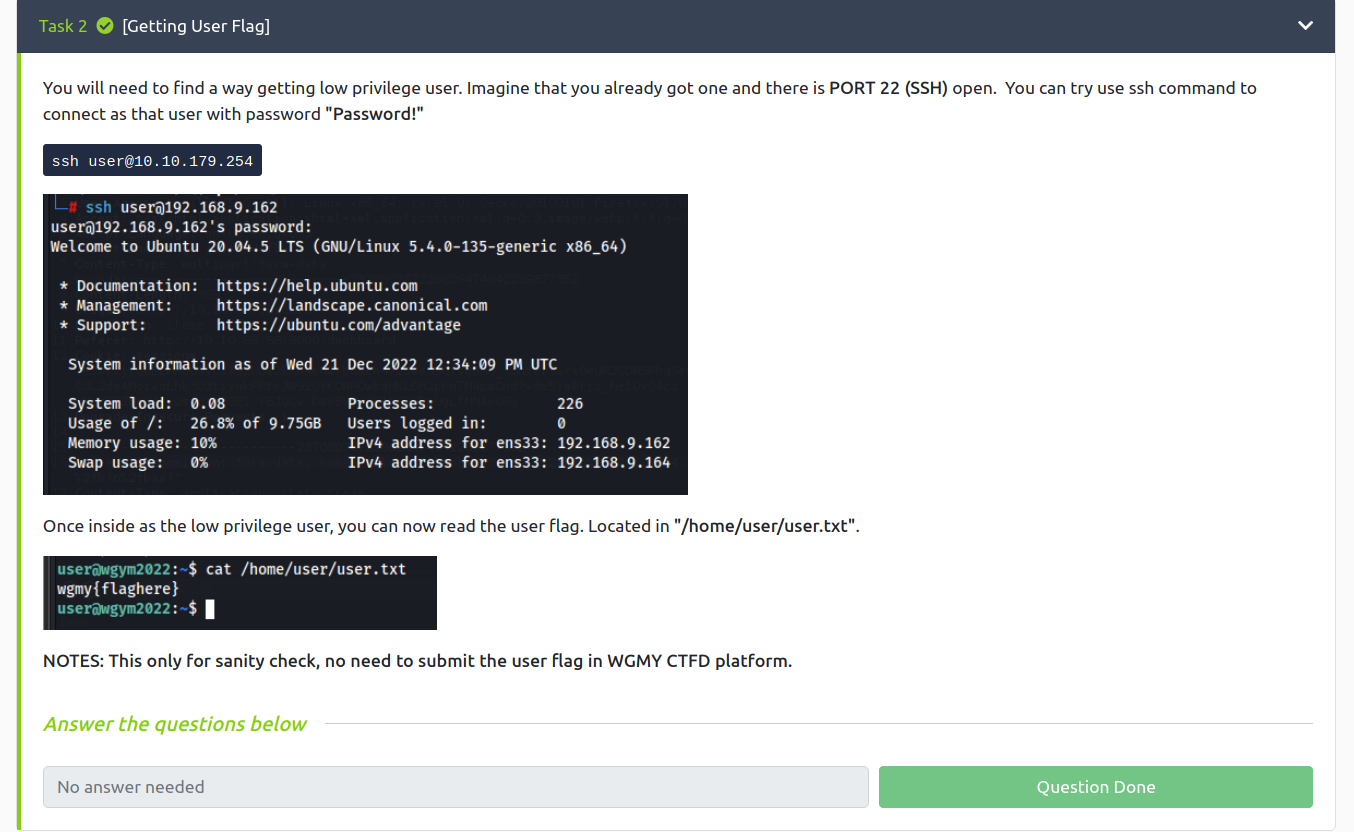 Task 2 [Getting User Flag]
You will need to find a way getting low privilege user. Imagine that you already got one and there is PORT 22 (SSH) open.  You can try use ssh command to
connect as that user with password "Password!"
ssh user@10.10.179.254
└─# ssh user@192.168.9.162
user@192.168.9.162's password:
Welcome to Ubuntu 20.04.5 LTS (GNU/Linux 5.4.0-135-generic x86_64)
* Documentation:  https://help.ubuntu.com
* Management:     https://landscape.canonical.com
* Support:        https://ubuntu.com/advantage
System information as of Wed 21 Dec 2022 12:34:09 PM UTC
System load:  0.08              Processes:              226
Usage of /:   26.8% of 9.75GB   Users logged in:        0
Memory usage: 10%               IPv4 address for ens33: 192.168.9.162
Swap usage:   0%                IPv4 address for ens33: 192.168.9.164
Once inside as the low privilege user, you can now read the user flag. Located in "/home/user/user.txt".
user@wgym2022:~$ cat /home/user/user.txt
wgmy{flaghere}
user@wgym2022:~$
NOTES: This only for sanity check, no need to submit the user flag in WGMY CTFD platform.
Answer the questions below
No answer needed
Question Done